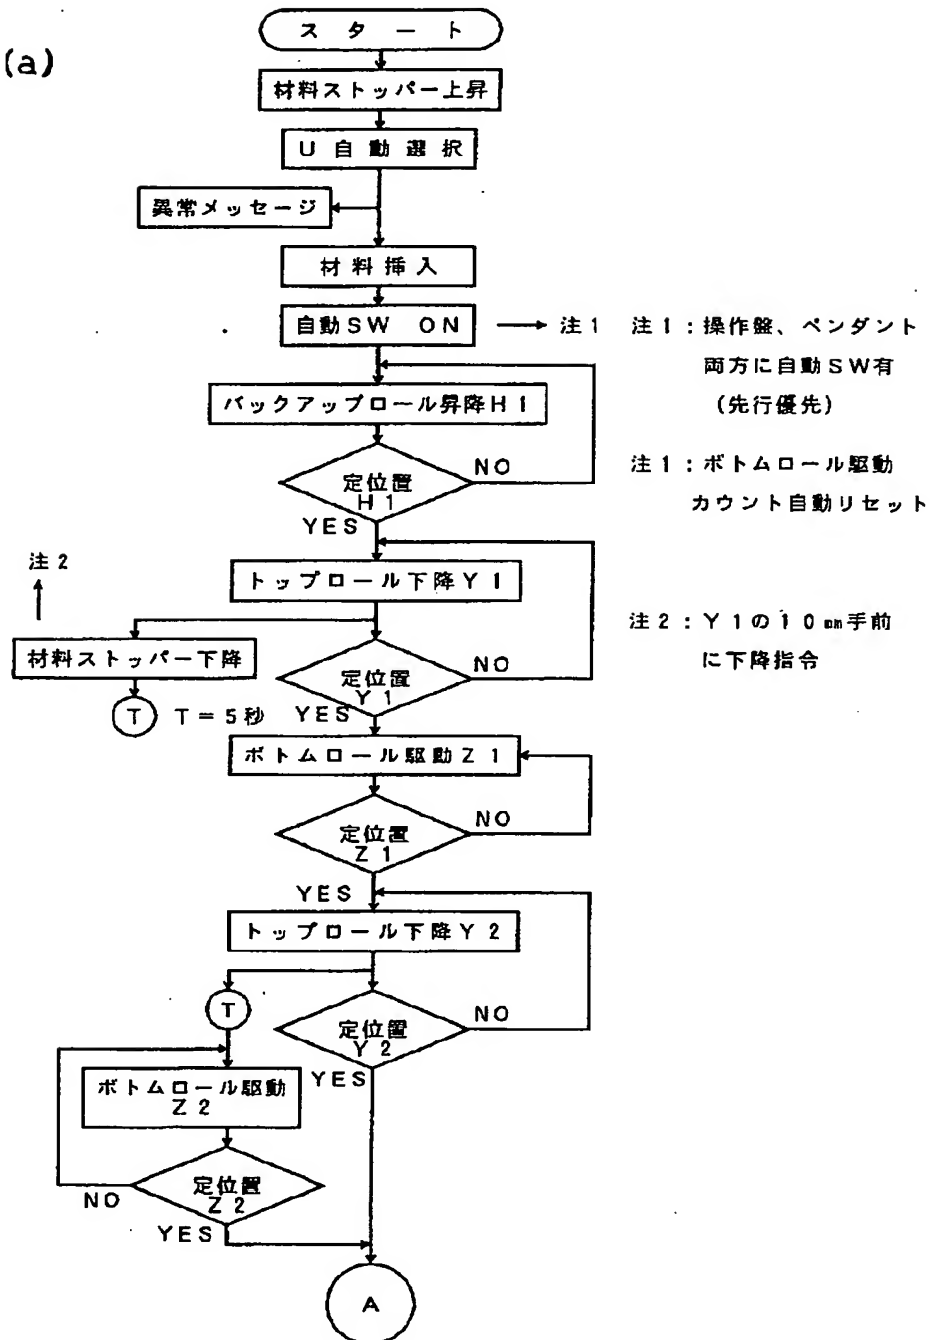 (a)
スタート
材料ストッパー上昇
U自動選択
異常メッセージ
材料挿入
自動SW ON
注1
注1:操作盤、ペンダント
両方に自動SW有
(先行優先)
バックアップロール昇降H1
定位置
H1
NO
YES
注1:ボトムロール駆動
カウント自動リセット
注2
トップロール下降Y1
材料ストッパー下降
注2:Y1の10mm手前
に下降指令
定位置
Y1
NO
YES
T
T=5秒
ボトムロール駆動Z1
定位置
Z1
NO
YES
トップロール下降Y2
T
定位置
Y2
NO
YES
ボトムロール駆動
Z2
定位置
Z2
NO
YES
A